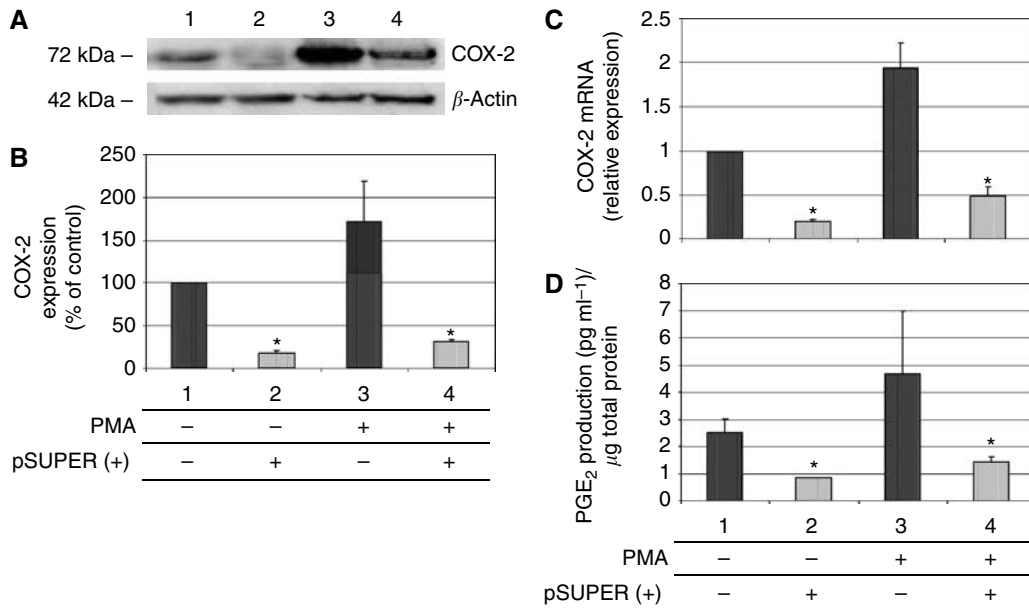 A
1 2 3 4
72 kDa – COX-2
42 kDa – β-Actin
B
COX-2
expression
(% of control)
250
200
150
100
50
0
* *
1 2 3 4
PMA – – + +
pSUPER (+) – + – +
C
COX-2 mRNA
(relative expression)
2.5
2
1.5
1
0.5
0
* *
D
PGE₂ production (pg ml⁻¹)/
μg total protein
8
7
6
5
4
3
2
1
0
* *
1 2 3 4
PMA – – + +
pSUPER (+) – + – +